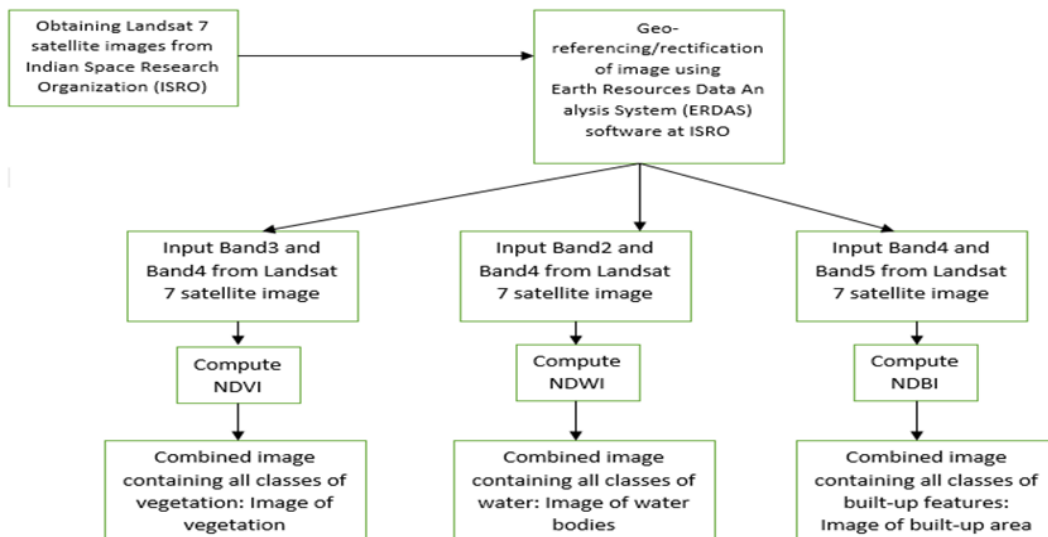 Obtaining Landsat 7
satellite images from
Indian Space Research
Organization (ISRO)
Geo-
referencing/rectification
of image using
Earth Resources Data An
alysis System (ERDAS)
software at ISRO
Input Band3 and
Band4 from Landsat
7 satellite image
Input Band2 and
Band4 from Landsat
7 satellite image
Input Band4 and
Band5 from Landsat
7 satellite image
Compute
NDVI
Compute
NDWI
Compute
NDBI
Combined image
containing all classes of
vegetation: Image of
vegetation
Combined image
containing all classes of
water: Image of water
bodies
Combined image
containing all classes of
built-up features:
Image of built-up area